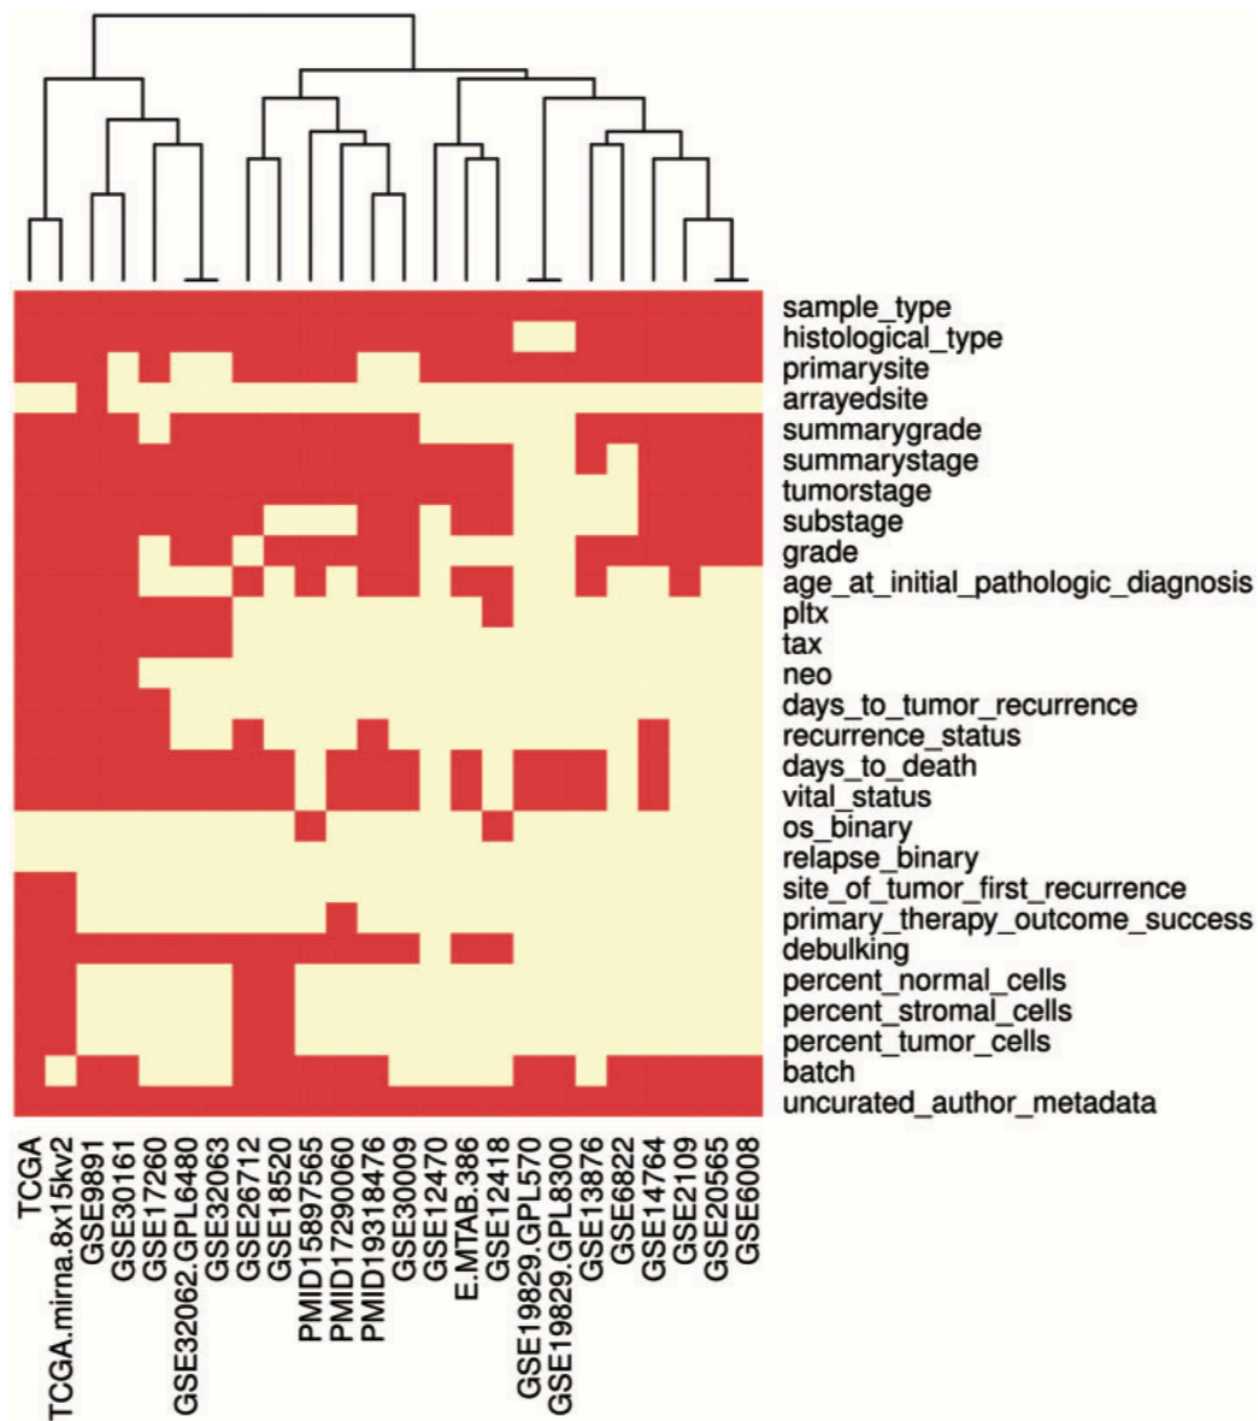 sample_type
histological_type
primarysite
arrayedsite
summarygrade
summarystage
tumorstage
substage
grade
age_at_initial_pathologic_diagnosis
pltx
tax
neo
days_to_tumor_recurrence
recurrence_status
days_to_death
vital_status
os_binary
relapse_binary
site_of_tumor_first_recurrence
primary_therapy_outcome_success
debulking
percent_normal_cells
percent_stromal_cells
percent_tumor_cells
batch
uncurated_author_metadata
TCGA
TCGA.mirna.8x15kv2
GSE9891
GSE30161
GSE17260
GSE32062.GPL6480
GSE32063
GSE26712
GSE18520
PMID15897565
PMID17290060
PMID19318476
GSE30009
GSE12470
E.MTAB.386
GSE12418
GSE19829.GPL570
GSE19829.GPL8300
GSE13876
GSE6822
GSE14764
GSE2109
GSE20565
GSE6008